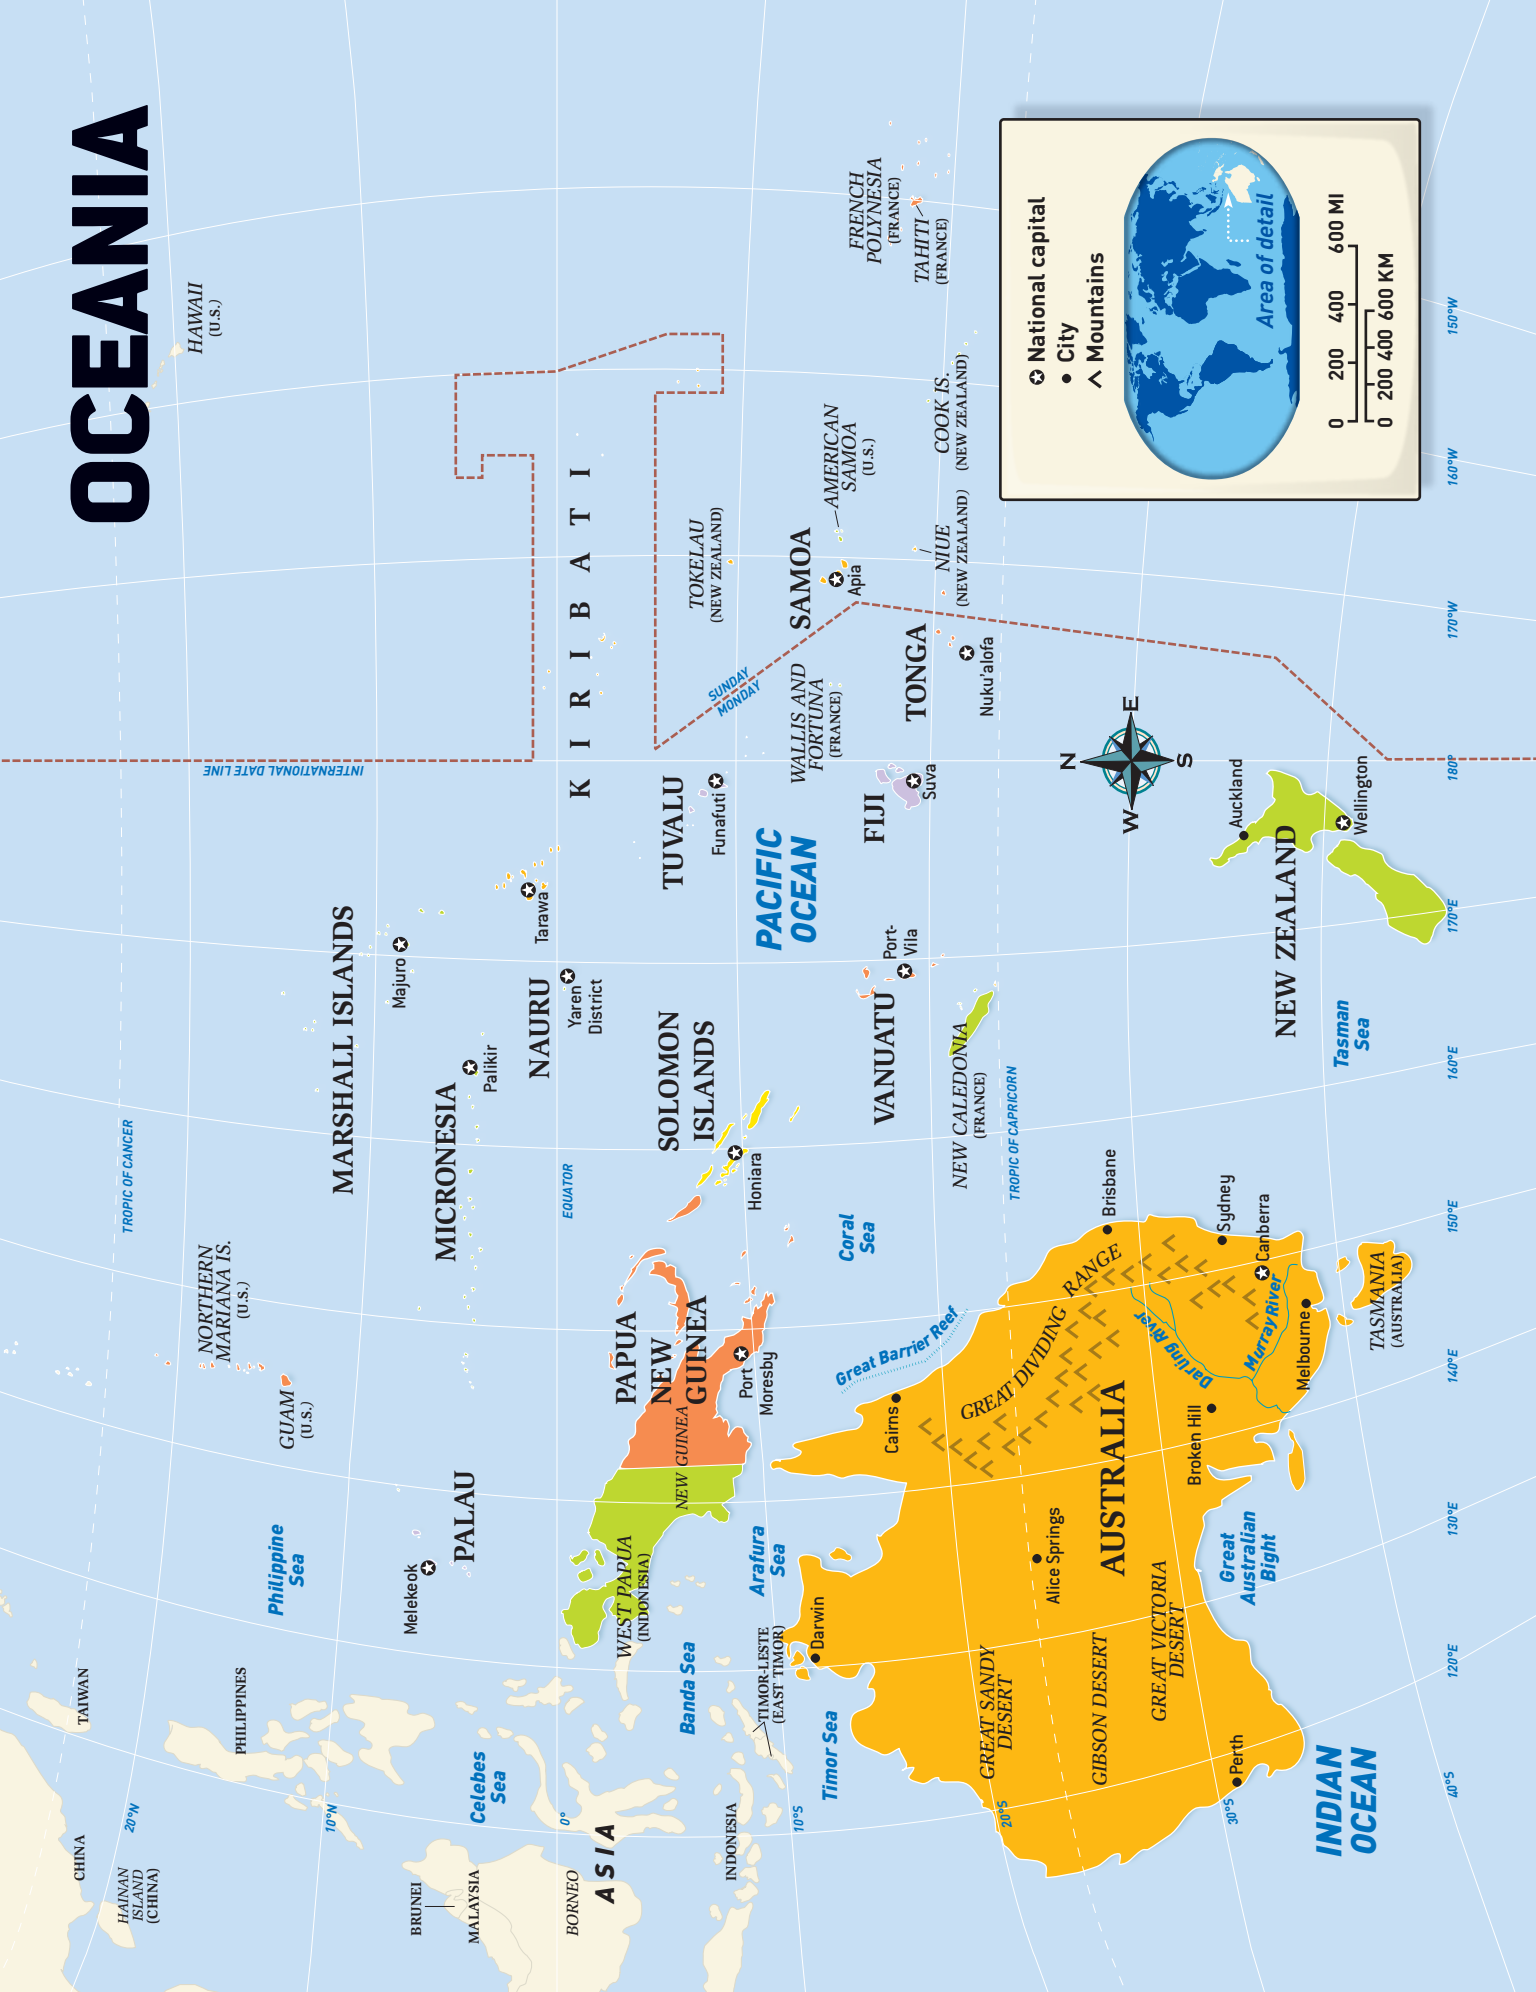 OCEANIA
HAWAII
(U.S.)
TROPIC OF CANCER
INTERNATIONAL DATE LINE
CHINA
TAIWAN
HAINAN
ISLAND
(CHINA)
20°N
PHILIPPINES
Philippine
Sea
NORTHERN
MARIANA IS.
(U.S.)
GUAM
(U.S.)
10°N
MARSHALL ISLANDS
Majuro
MICRONESIA
Palikir
Melekeok
PALAU
BRUNEI
MALAYSIA
Celebes
Sea
Tarawa
NAURU
Yaren
District
EQUATOR
0°
KIRIBATI
BORNEO
ASIA
WEST PAPUA
(INDONESIA)
PAPUA
NEW
GUINEA
NEW GUINEA
Port
Moresby
SOLOMON
ISLANDS
Honiara
TUVALU
Funafuti
TOKELAU
(NEW ZEALAND)
SUNDAY
MONDAY
PACIFIC
OCEAN
INDONESIA
Banda Sea
TIMOR-LESTE
(EAST TIMOR)
Arafura
Sea
10°S
Timor Sea
Darwin
Coral
Sea
WALLIS AND
FORTUNA
(FRANCE)
SAMOA
Apia
AMERICAN
SAMOA
(U.S.)
FRENCH
POLYNESIA
(FRANCE)
TAHITI
(FRANCE)
FIJI
Suva
TONGA
Nuku'alofa
NIUE
(NEW ZEALAND)
COOK IS.
(NEW ZEALAND)
VANUATU
Port-
Vila
NEW CALEDONIA
(FRANCE)
TROPIC OF CAPRICORN
Great Barrier Reef
Cairns
GREAT DIVIDING RANGE
20°S
GREAT SANDY
DESERT
Alice Springs
GIBSON DESERT
AUSTRALIA
GREAT VICTORIA
DESERT
Brisbane
Darling River
Broken Hill
Sydney
Canberra
Murray River
Melbourne
30°S
Perth
Great
Australian
Bight
INDIAN
OCEAN
TASMANIA
(AUSTRALIA)
Tasman
Sea
NEW ZEALAND
Auckland
Wellington
N
W
E
S
National capital
City
Mountains
Area of detail
0 200 400 600 MI
0 200 400 600 KM
40°S
120°E
130°E
140°E
150°E
160°E
170°E
180°
170°W
160°W
150°W